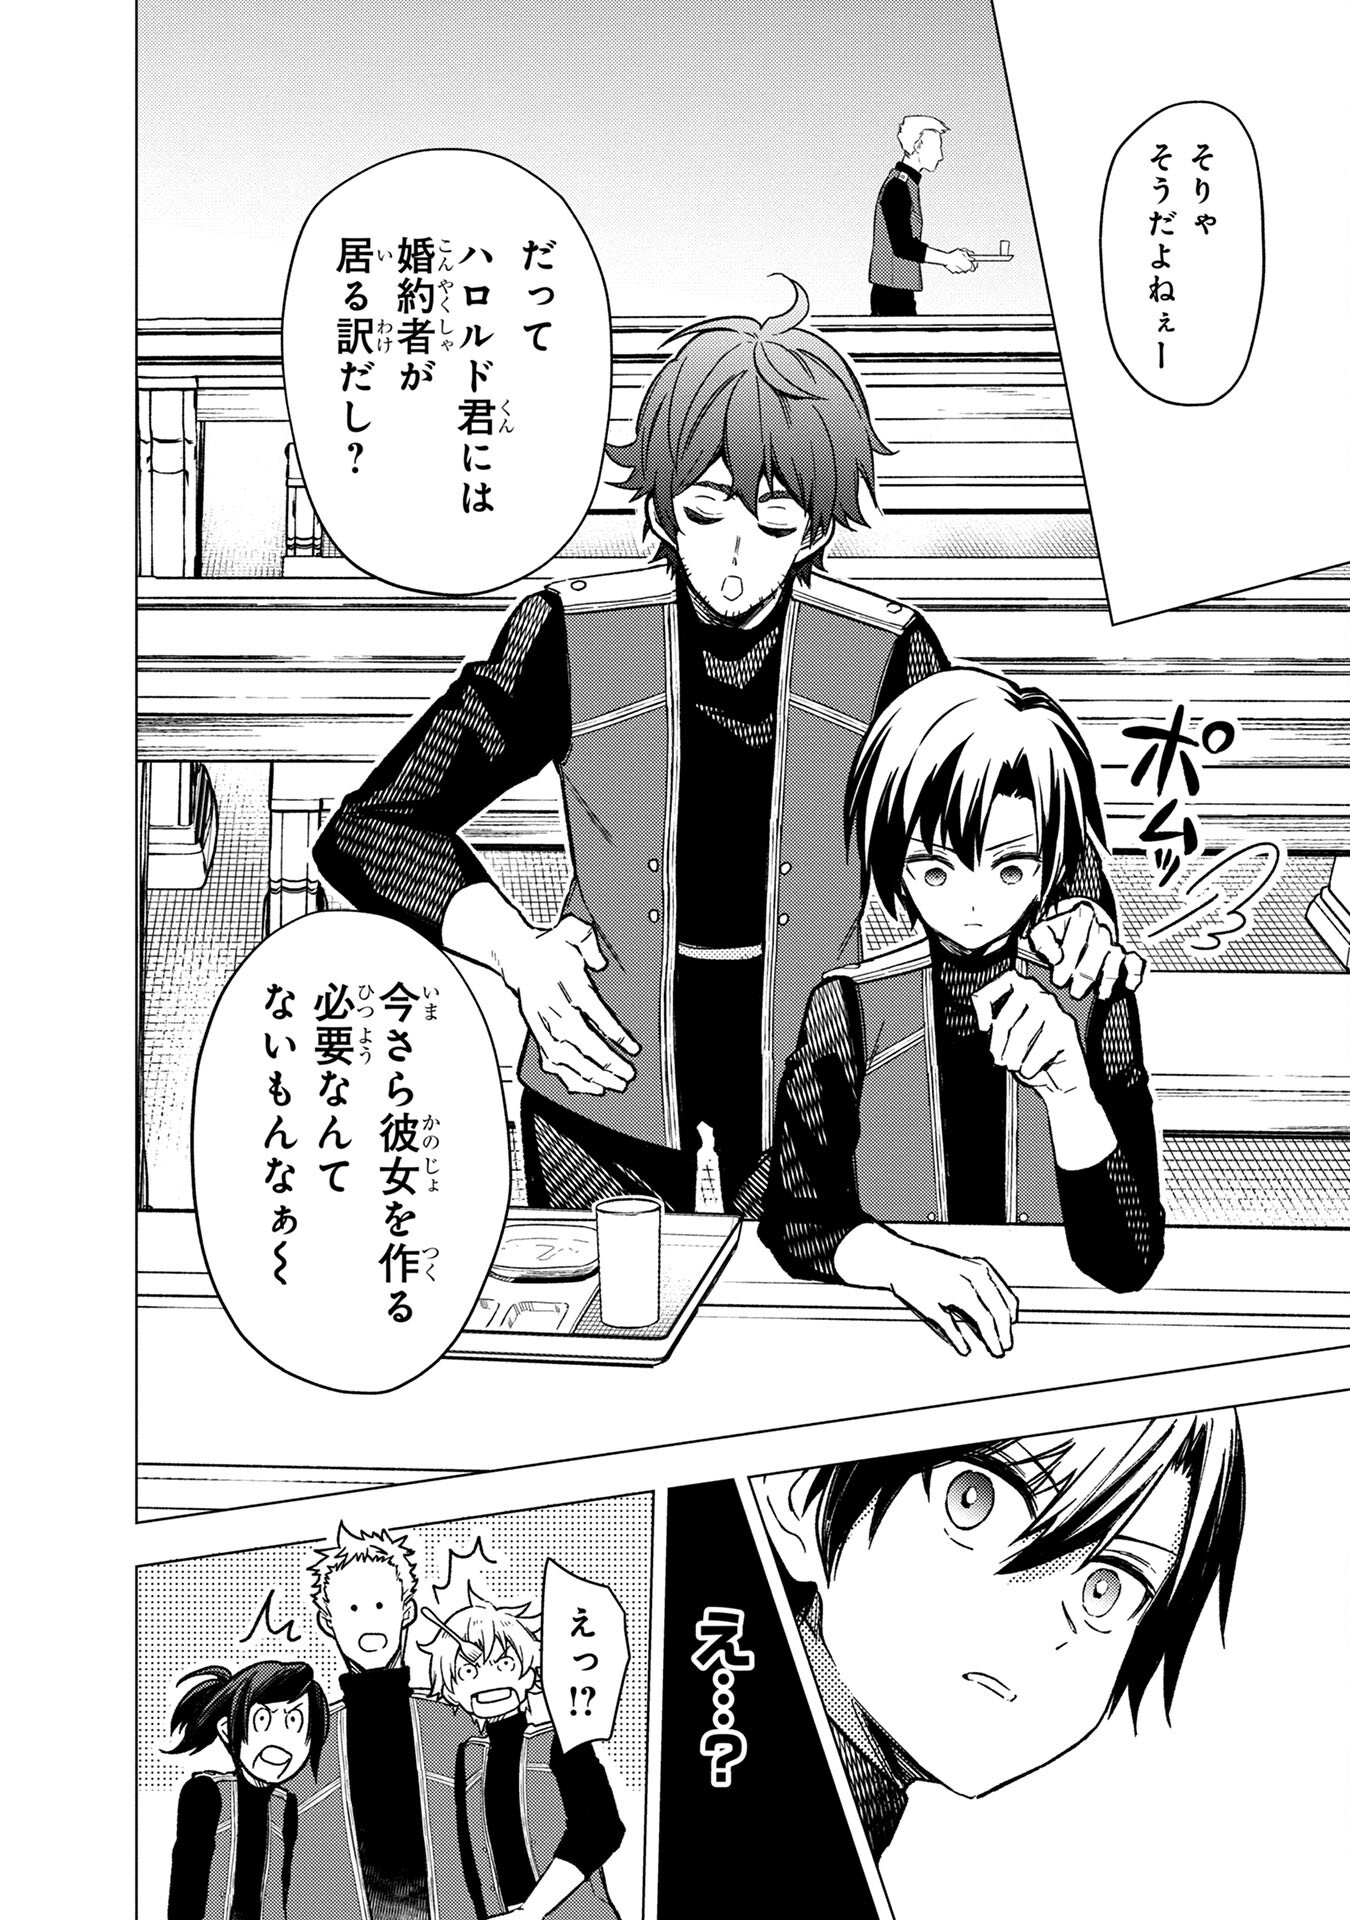 そりゃ
そうだよねぇー
だって
ハロルド君には
婚約者が
居る訳だし？
ポムッ
今さら彼女を作る
必要なんて
ないもんなぁ〜
え…？
えっ!?